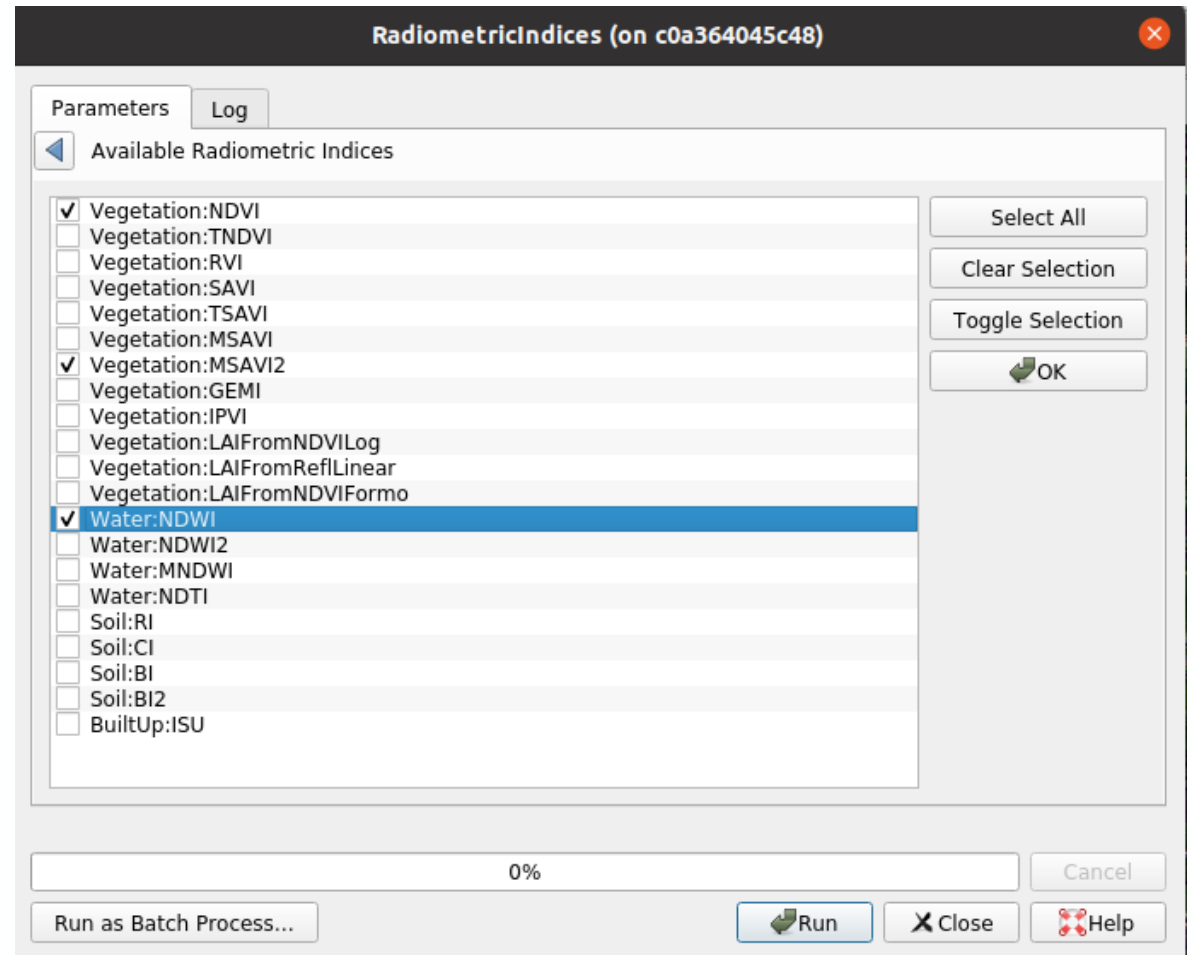 RadiometricIndices (on c0a364045c48)
Parameters
Log
Available Radiometric Indices
Vegetation:NDVI
Vegetation:TNDVI
Vegetation:RVI
Vegetation:SAVI
Vegetation:TSAVI
Vegetation:MSAVI
Vegetation:MSAVI2
Vegetation:GEMI
Vegetation:IPVI
Vegetation:LAIFromNDVILog
Vegetation:LAIFromReflLinear
Vegetation:LAIFromNDVIFormo
Water:NDWI
Water:NDWI2
Water:MNDWI
Water:NDTI
Soil:RI
Soil:CI
Soil:BI
Soil:BI2
BuiltUp:ISU
Select All
Clear Selection
Toggle Selection
OK
0%
Cancel
Run as Batch Process...
Run
Close
Help